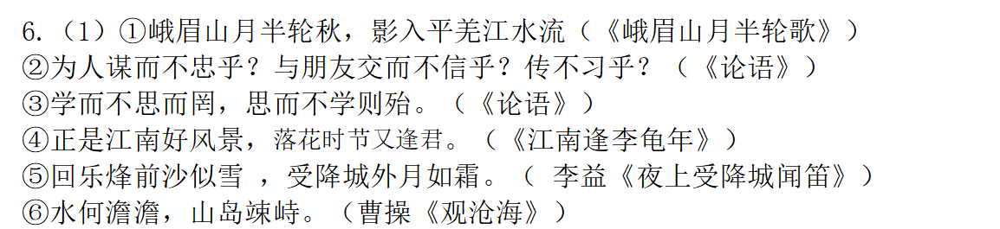 6.（1）①峨眉山月半轮秋，影入平羌江水流（《峨眉山月半轮歌》）
②为人谋而不忠乎？与朋友交而不信乎？传不习乎？（《论语》）
③学而不思而罔，思而不学则殆。（《论语》）
④正是江南好风景，落花时节又逢君。（《江南逢李龟年》）
⑤回乐烽前沙似雪 ，受降城外月如霜。（ 李益《夜上受降城闻笛》）
⑥水何澹澹，山岛竦峙。（曹操《观沧海》）